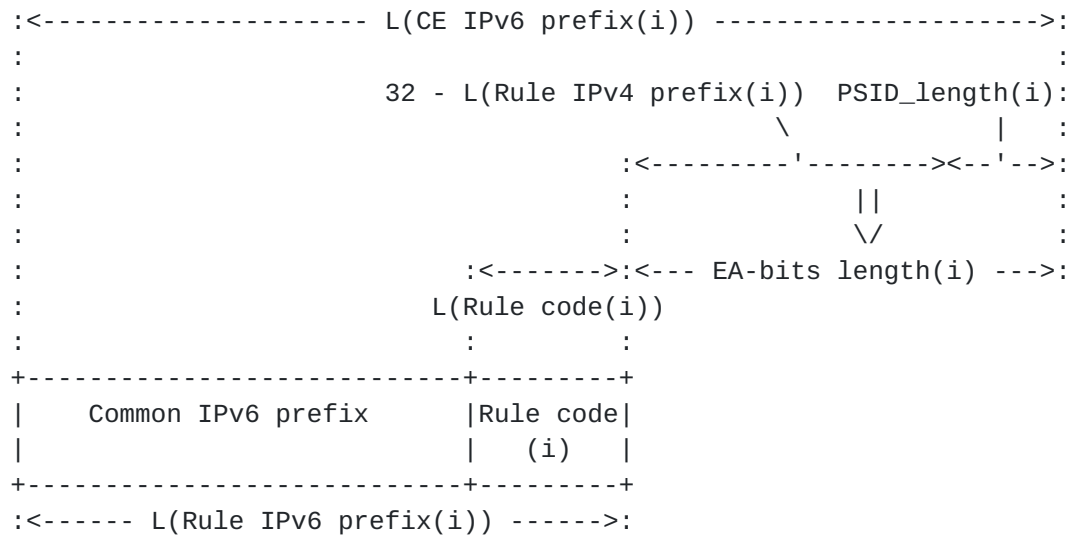 :<--------------------- L(CE IPv6 prefix(i)) --------------------->:
:                                                                  :
:                       32 - L(Rule IPv4 prefix(i))  PSID_length(i):
:                                                \             |   :
:                                      :<---------'--------><--'-->:
:                                      :              ||           :
:                                      :              \/           :
:                            :<------->:<--- EA-bits length(i) --->:
:                          L(Rule code(i))
:                            :         :
+----------------------------+---------+
|    Common IPv6 prefix      |Rule code|
|                            |   (i)   |
+----------------------------+---------+
:<------ L(Rule IPv6 prefix(i)) ------>: